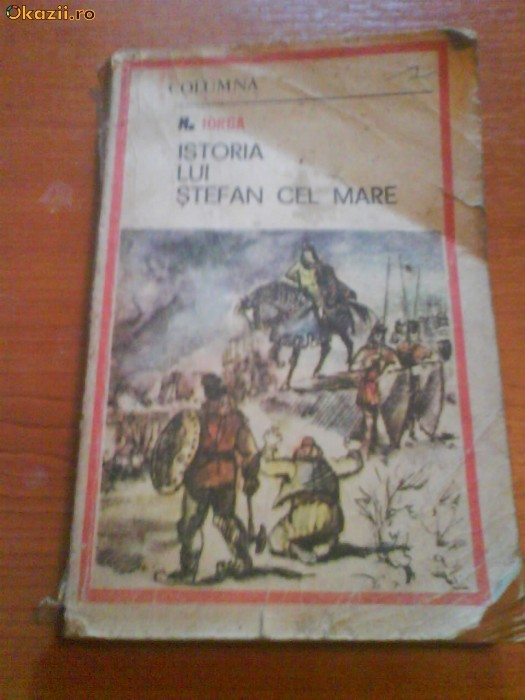 Okazii.ro
COLUMNA
N. IORGA
ISTORIA
LUI
ŞTEFAN CEL MARE